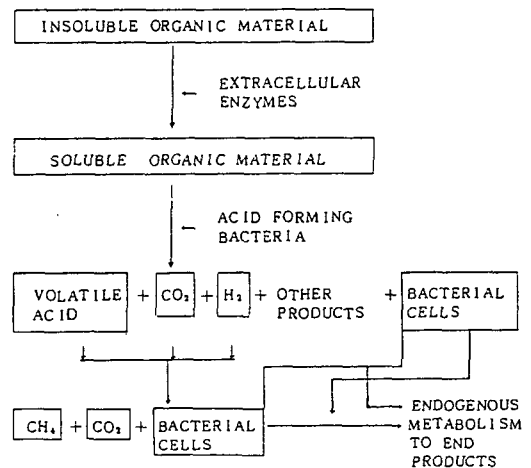 INSOLUBLE ORGANIC MATERIAL
EXTRACELLULAR
ENZYMES
SOLUBLE ORGANIC MATERIAL
ACID FORMING
BACTERIA
VOLATILE
ACID
+ CO₂ + H₂ + OTHER
PRODUCTS
+ BACTERIAL
CELLS
CH₄ + CO₂ + BACTERIAL
CELLS
ENDOGENOUS
METABOLISM
TO END
PRODUCTS